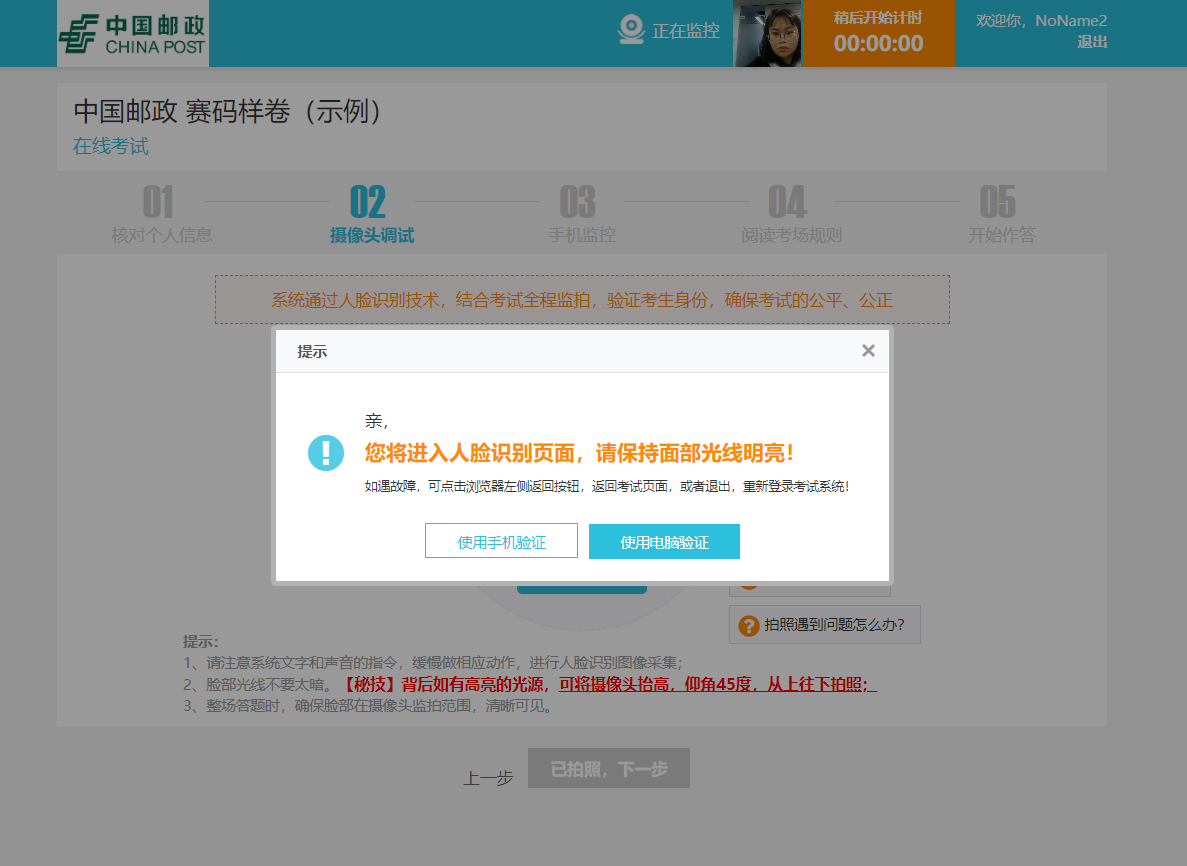 中国邮政
CHINA POST
正在监控
稍后开始计时
00:00:00
欢迎你，NoName2
退出
中国邮政 赛码样卷（示例）
在线考试
01
核对个人信息
02
摄像头调试
03
手机监控
04
阅读考场规则
05
开始作答
系统通过人脸识别技术，结合考试全程监拍，验证考生身份，确保考试的公平、公正
提示
亲，
您将进入人脸识别页面，请保持面部光线明亮！
如遇故障，可点击浏览器左侧返回按钮，返回考试页面，或者退出，重新登录考试系统！
使用手机验证
使用电脑验证
拍照遇到问题怎么办？
提示：
1、请注意系统文字和声音的指令，缓慢做相应动作，进行人脸识别图像采集；
2、脸部光线不要太暗。【秘技】背后如有高亮的光源，可将摄像头抬高，仰角45度，从上往下拍照；
3、整场答题时，确保脸部在摄像头监拍范围，清晰可见。
上一步
已拍照，下一步